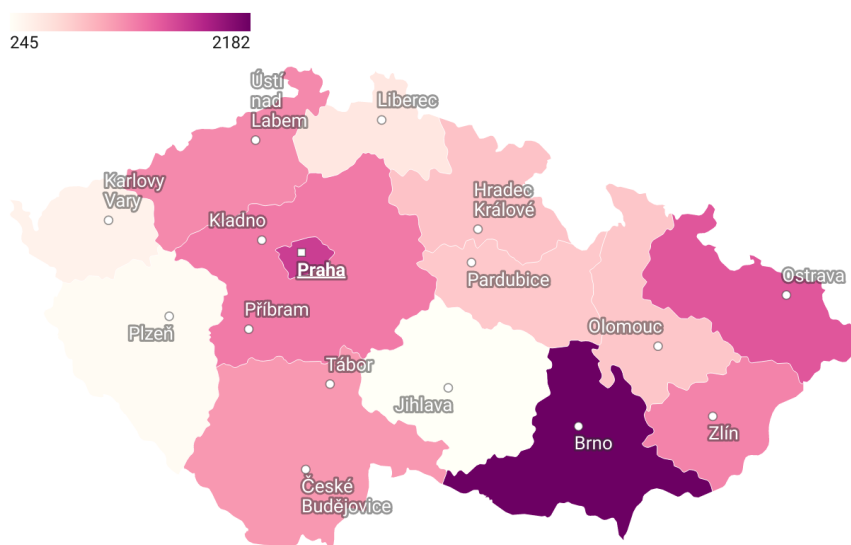 245 2182
Ústí
nad
Labem
Liberec
Karlovy
Vary
Hradec
Králové
Kladno
Praha
Pardubice
Ostrava
Příbram
Plzeň
Olomouc
Tábor
Jihlava
Brno
Zlín
České
Budějovice